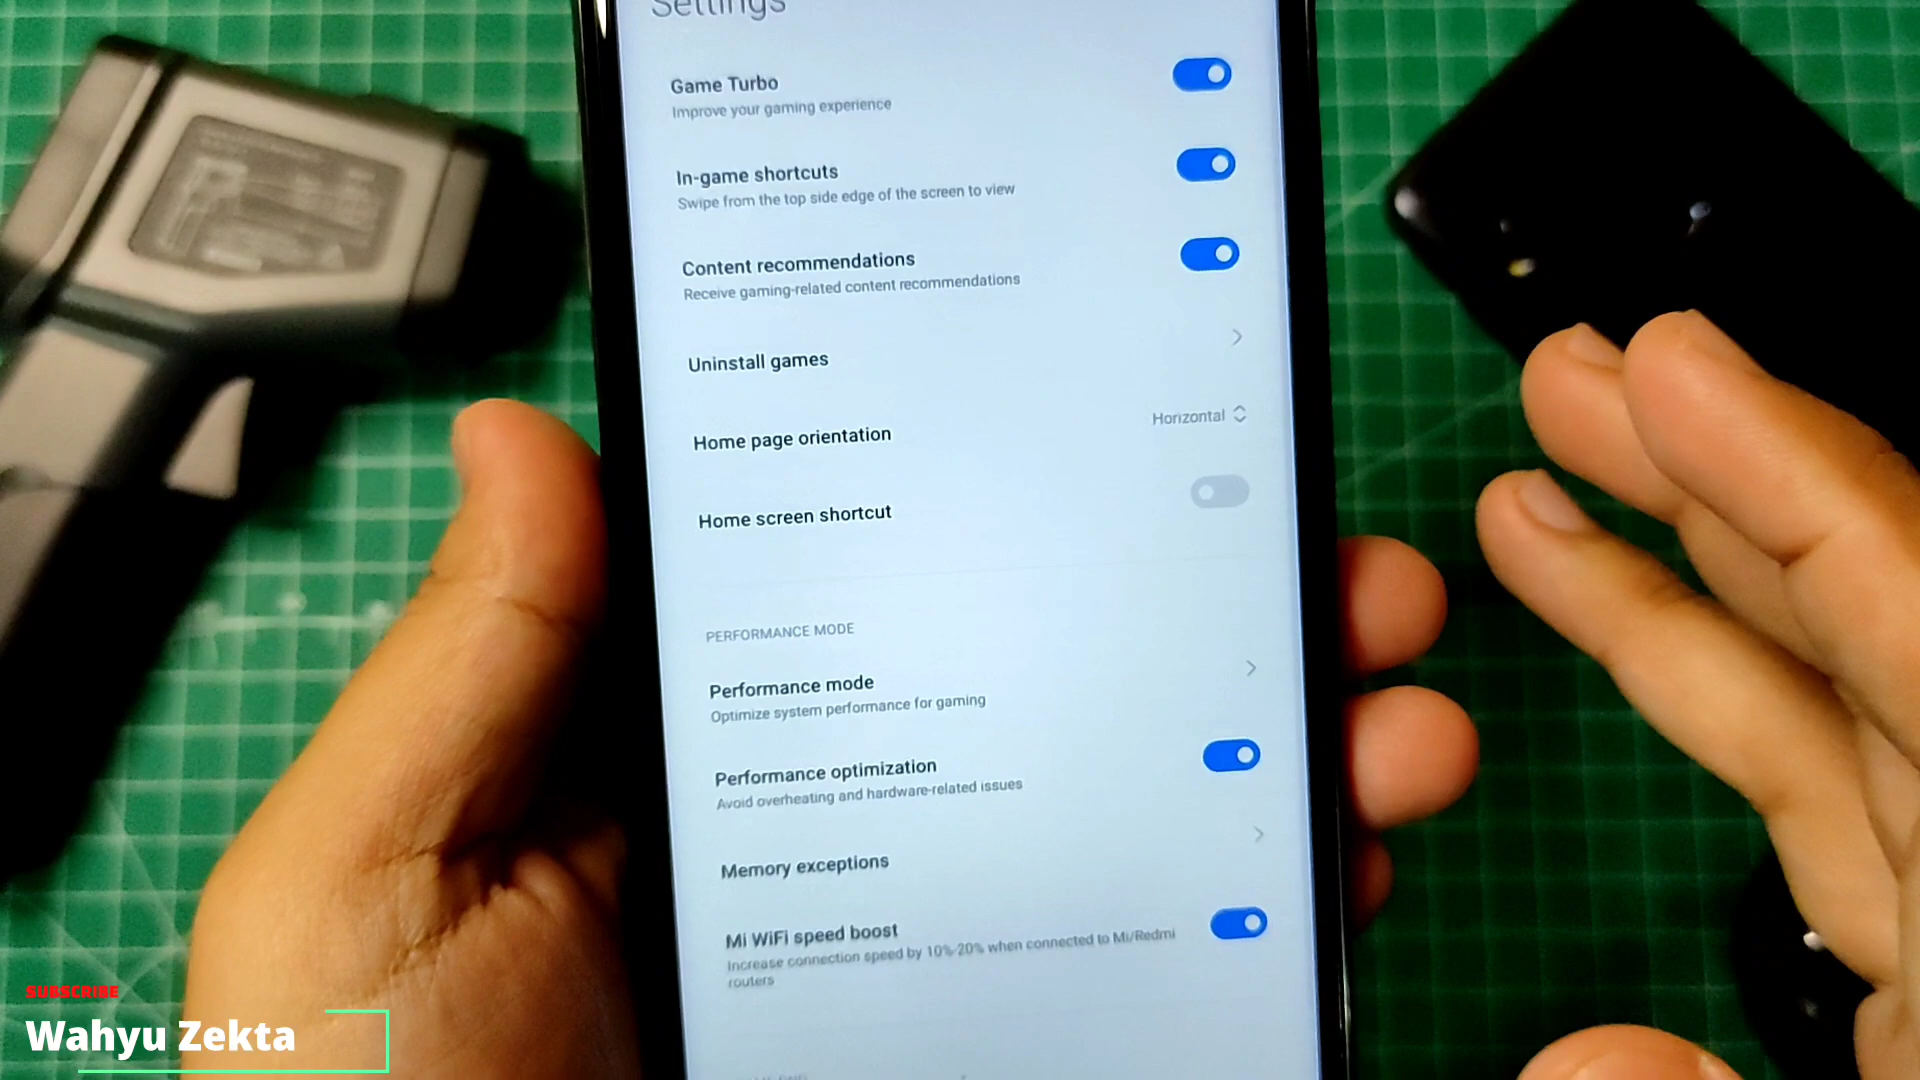 Settings
Game Turbo
Improve your gaming experience
In-game shortcuts
Swipe from the top side edge of the screen to view
Content recommendations
Receive gaming-related content recommendations
Uninstall games
Home page orientation
Horizontal
Home screen shortcut
PERFORMANCE MODE
Performance mode
Optimize system performance for gaming
Performance optimization
Avoid overheating and hardware-related issues
Memory exceptions
Mi WiFi speed boost
Increase connection speed by 10%-20% when connected to Mi/Redmi
routers
SUBSCRIBE
Wahyu Zekta